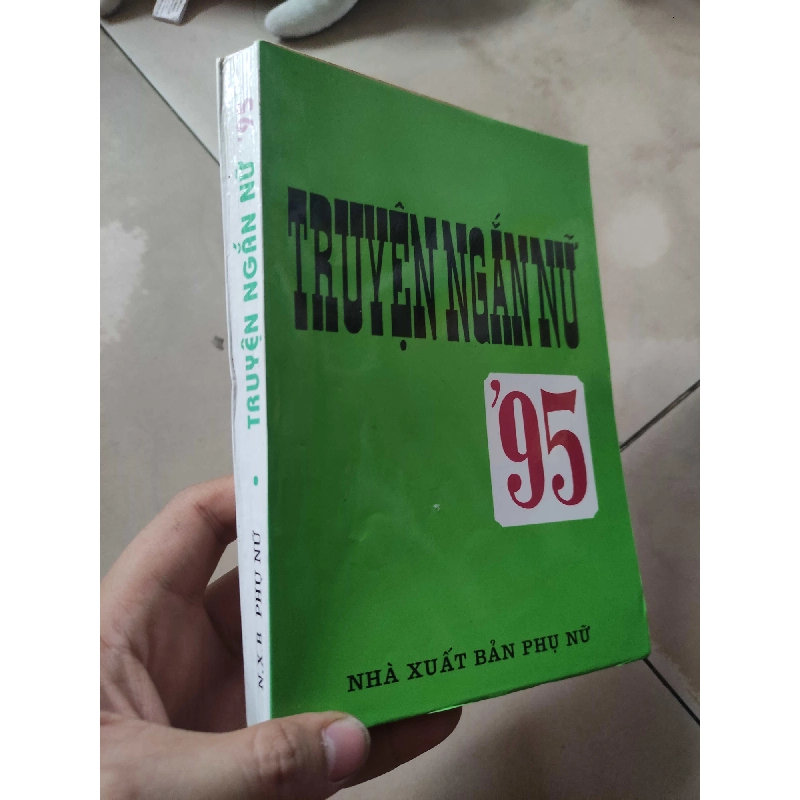 TRUYỆN NGẮN NỮ
'95
NHÀ XUẤT BẢN PHỤ NỮ
TRUYỆN NGẮN NỮ '95
N.X.B PHỤ NỮ